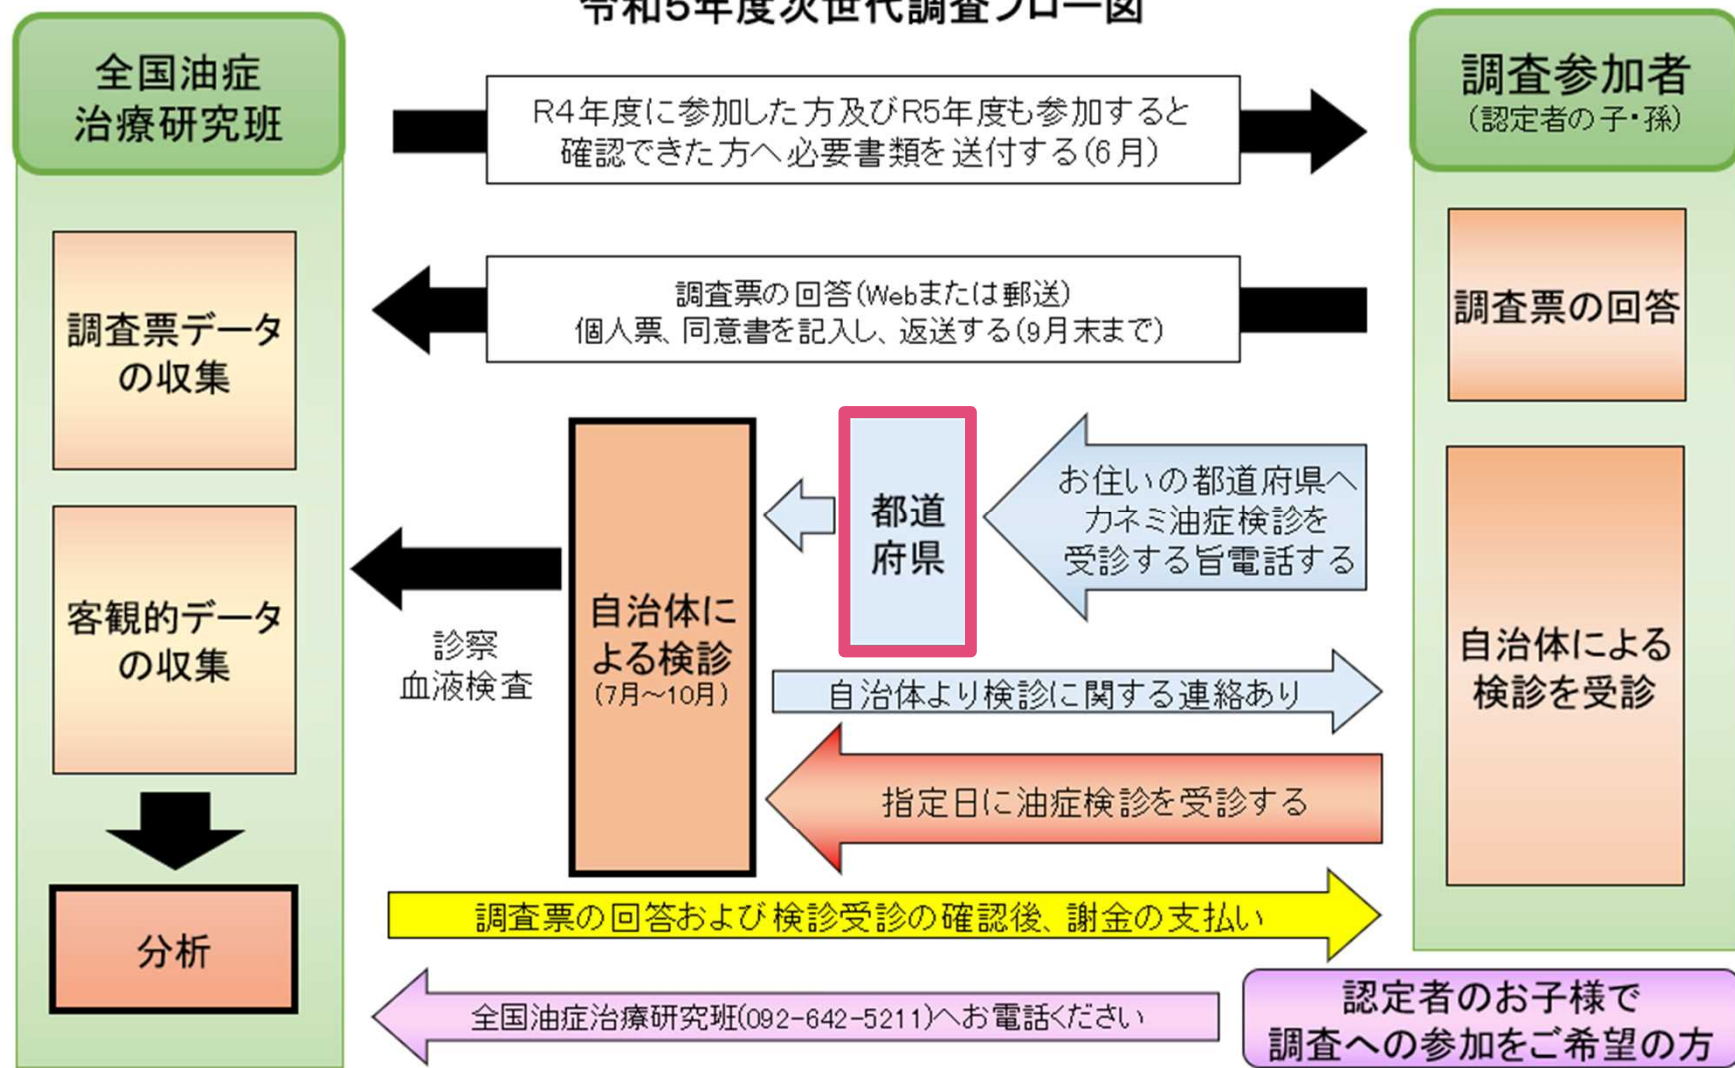 令和5年度次世代調査フロー図
全国油症
治療研究班
調査参加者
(認定者の子・孫)
R4年度に参加した方及びR5年度も参加すると
確認できた方へ必要書類を送付する(6月)
調査票の回答(Webまたは郵送)
個人票、同意書を記入し、返送する(9月末まで)
調査票の回答
調査票データ
の収集
都道
府県
お住いの都道府県へ
カネミ油症検診を
受診する旨電話する
客観的データ
の収集
診察
血液検査
自治体に
よる検診
(7月～10月)
自治体より検診に関する連絡あり
自治体による
検診を受診
指定日に油症検診を受診する
調査票の回答および検診受診の確認後、謝金の支払い
分析
全国油症治療研究班(092-642-5211)へお電話ください
認定者のお子様で
調査への参加をご希望の方